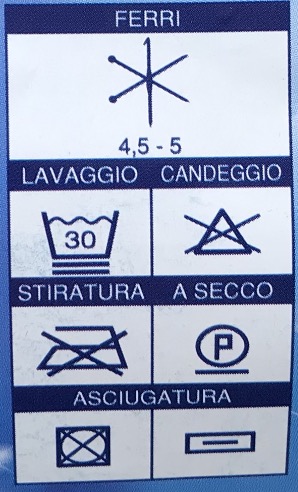 FERRI
4,5 - 5
LAVAGGIO CANDEGGIO
30
STIRATURA A SECCO
P
ASCIUGATURA